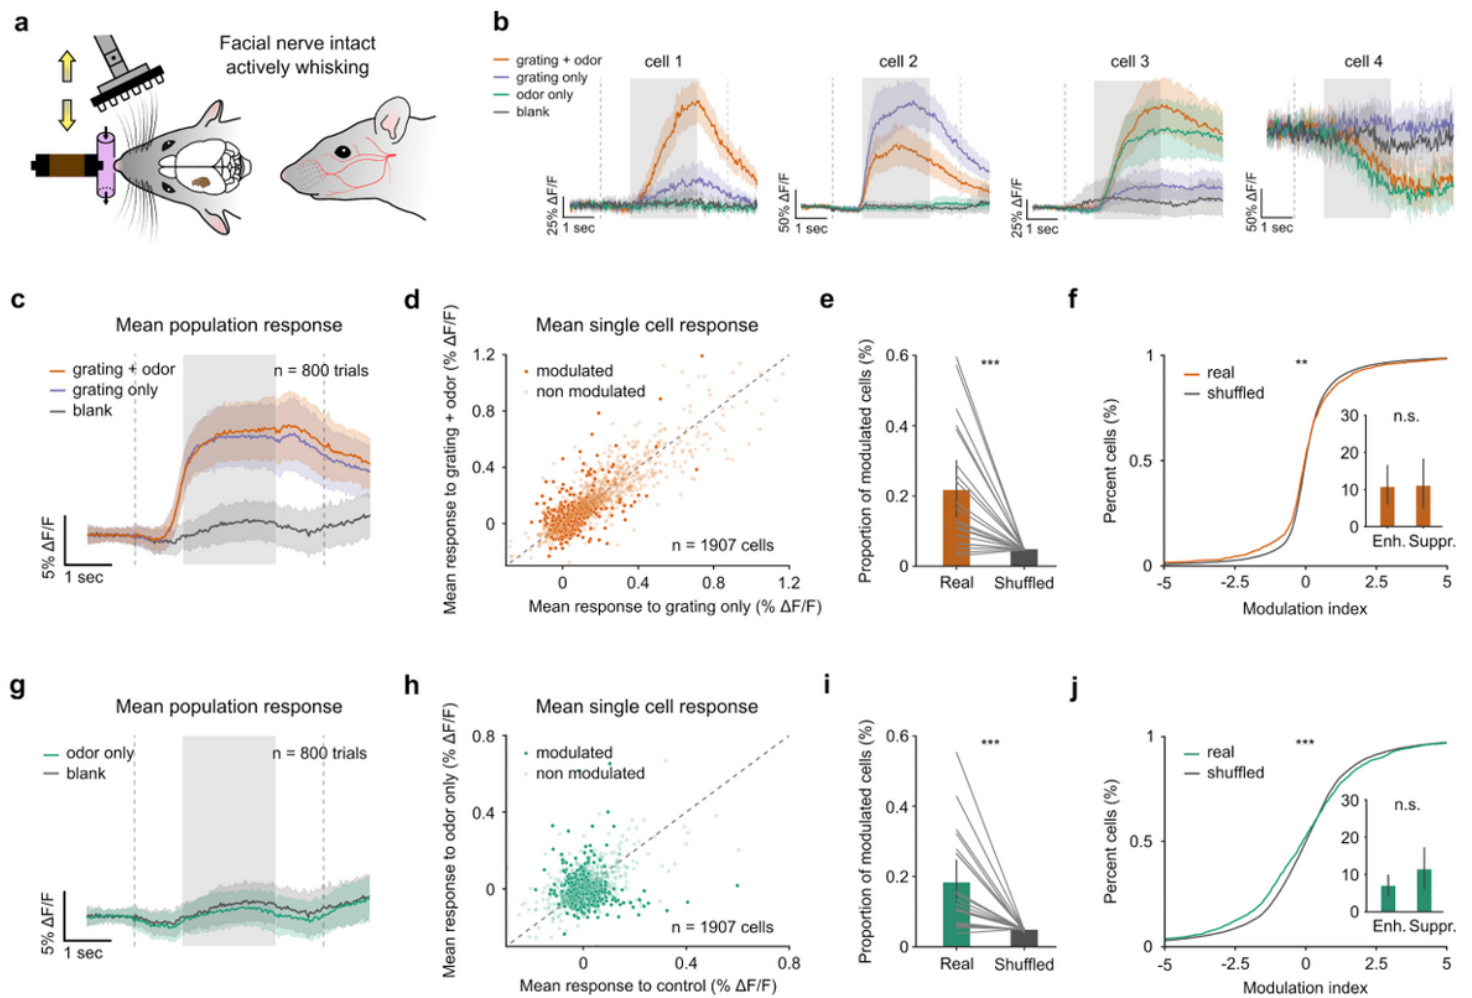 a
Facial nerve intact
actively whisking
b
grating + odor
grating only
odor only
blank
cell 1
25% ΔF/F
1 sec
cell 2
50% ΔF/F
1 sec
cell 3
25% ΔF/F
1 sec
cell 4
50% ΔF/F
1 sec
c
Mean population response
grating + odor
grating only
blank
n = 800 trials
5% ΔF/F
1 sec
d
Mean single cell response
Mean response to grating + odor (% ΔF/F)
1.2
0.8
0.4
0
modulated
non modulated
n = 1907 cells
0 0.4 0.8 1.2
Mean response to grating only (% ΔF/F)
e
Proportion of modulated cells (%)
0.6
0.4
0.2
0
***
Real Shuffled
f
Percent cells (%)
1
0.5
0
real
shuffled
**
30
20
10
0
n.s.
Enh. Suppr.
-5 -2.5 0 2.5 5
Modulation index
g
Mean population response
odor only
blank
n = 800 trials
5% ΔF/F
1 sec
h
Mean single cell response
Mean response to odor only (% ΔF/F)
0.8
0.4
0
modulated
non modulated
n = 1907 cells
0 0.4 0.8
Mean response to control (% ΔF/F)
i
Proportion of modulated cells (%)
0.6
0.4
0.2
0
***
Real Shuffled
j
Percent cells (%)
1
0.5
0
real
shuffled
***
30
20
10
0
n.s.
Enh. Suppr.
-5 -2.5 0 2.5 5
Modulation index